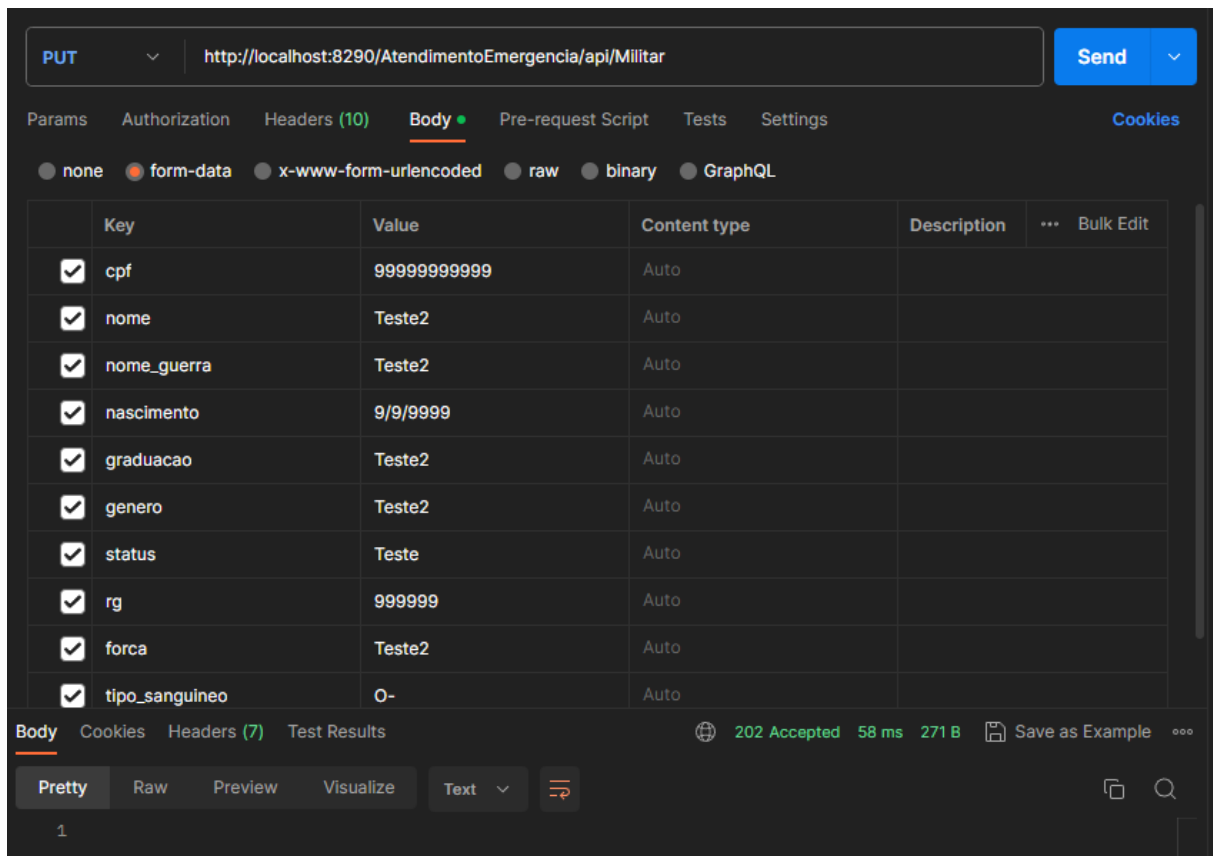 PUT http://localhost:8290/AtendimentoEmergencia/api/Militar Send
Params Authorization Headers (10) Body Pre-request Script Tests Settings Cookies
none form-data x-www-form-urlencoded raw binary GraphQL
Key Value Content type Description ••• Bulk Edit
cpf 99999999999 Auto
nome Teste2 Auto
nome_guerra Teste2 Auto
nascimento 9/9/9999 Auto
graduacao Teste2 Auto
genero Teste2 Auto
status Teste Auto
rg 999999 Auto
forca Teste2 Auto
tipo_sanguineo O- Auto
Body Cookies Headers (7) Test Results 202 Accepted 58 ms 271 B Save as Example
Pretty Raw Preview Visualize Text
1